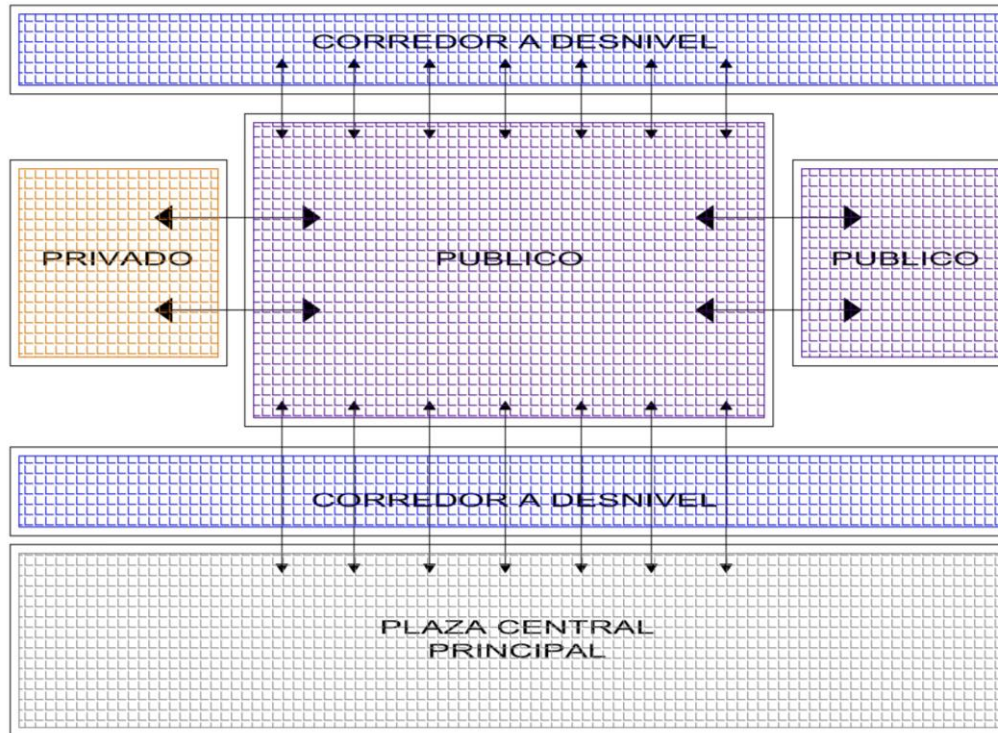 CORREDOR A DESNIVEL
PRIVADO
PUBLICO
PUBLICO
CORREDOR A DESNIVEL
PLAZA CENTRAL
PRINCIPAL